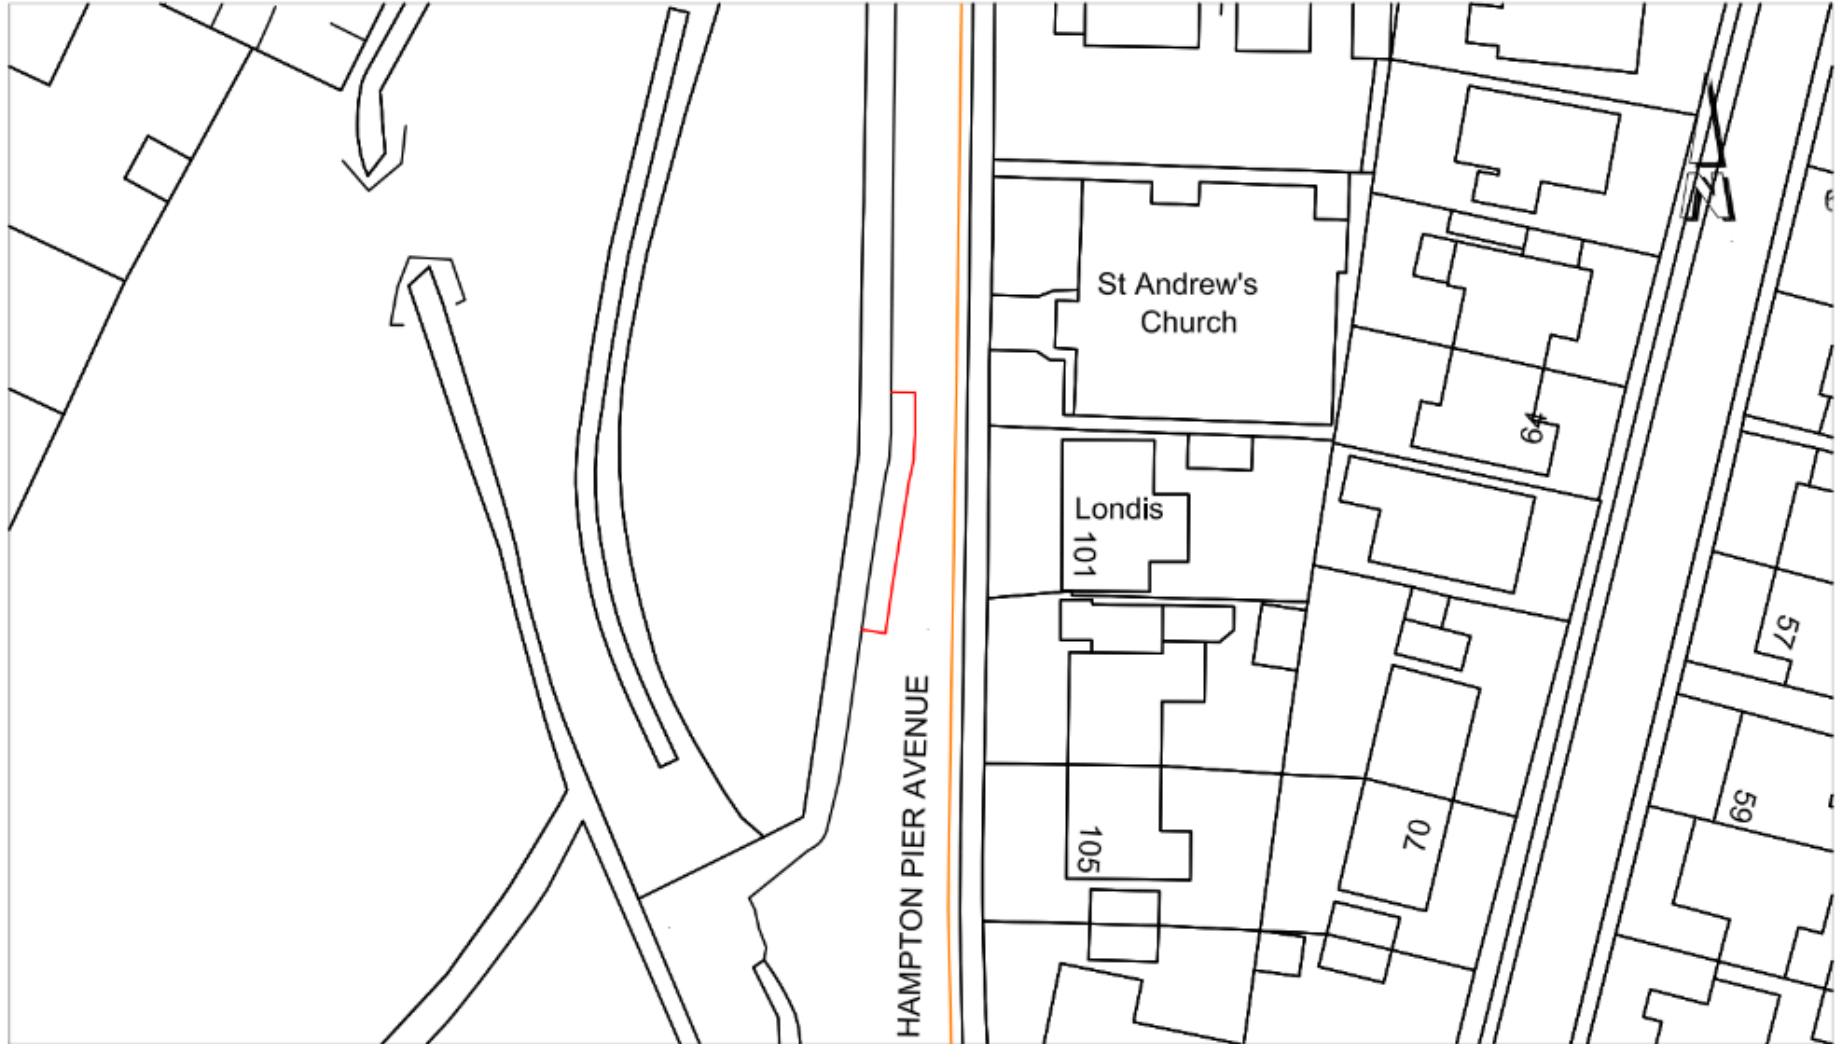 St Andrew's
Church
64
Londis
101
57
HAMPTON PIER AVENUE
59
70
105
N